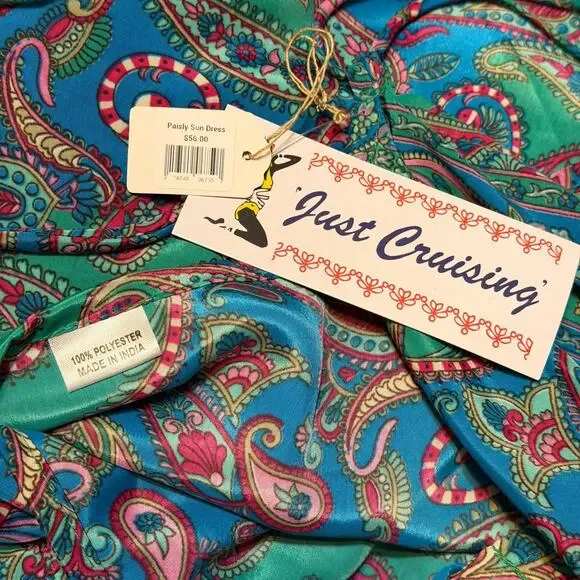 Paisly Sun Dress
$56.00
'Just Cruising'
100% POLYESTER
MADE IN INDIA